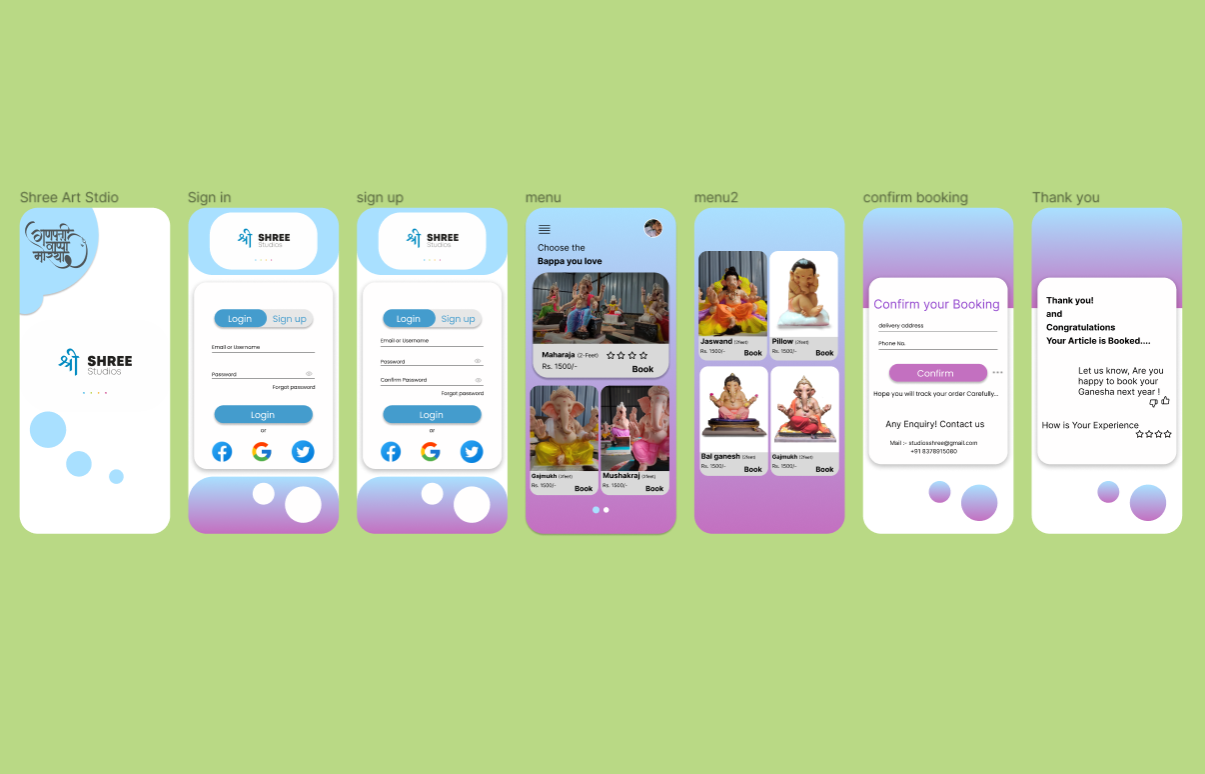 Shree Art Stdio
गणपती
बाप्पा
मोरया
श्री SHREE
Studios
Sign in
श्री SHREE
Studios
Login Sign up
Email or Username
Password
Forgot password
Login
or
sign up
श्री SHREE
Studios
Login Sign up
Email or Username
Password
Confirm Password
Forgot password
Login
or
menu
Choose the
Bappa you love
Maharaja (2-Feet)
Rs. 1500/-
Book
Gajmukh (2feet)
Rs. 1500/-
Book
Mushakraj (2feet)
Rs. 1500/-
Book
menu2
Jaswand (2feet)
Rs. 1500/-
Book
Pillow (2feet)
Rs. 1500/-
Book
Bal ganesh (2feet)
Rs. 1500/-
Book
Gajmukh (2feet)
Rs. 1500/-
Book
confirm booking
Confirm your Booking
delivery address
Phone No.
Confirm
Hope you will track your order Carefully...
Any Enquiry! Contact us
Mail :- studiosshree@gmail.com
+91 8378915080
Thank you
Thank you!
and
Congratulations
Your Article is Booked....
Let us know, Are you
happy to book your
Ganesha next year !
How is Your Experience